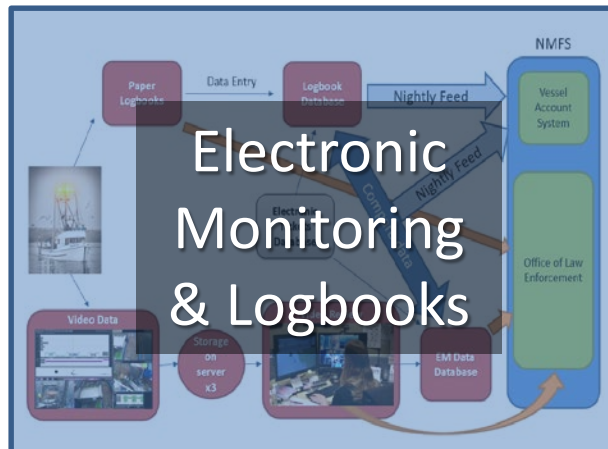 NMFS
Paper
Logbooks
Data Entry
Logbook
Database
Nightly Feed
Vessel
Account
System
Electronic
Monitoring
& Logbooks
Nightly Feed
Office of Law
Enforcement
Video Data
Storage
on
server
x3
EM Data
Database